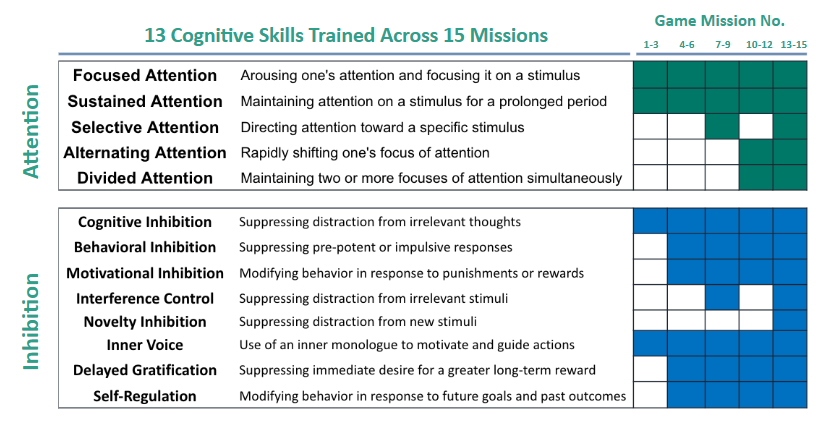 13 Cognitive Skills Trained Across 15 Missions
Game Mission No.
1-3 4-6 7-9 10-12 13-15
Attention
Focused Attention Arousing one's attention and focusing it on a stimulus
Sustained Attention Maintaining attention on a stimulus for a prolonged period
Selective Attention Directing attention toward a specific stimulus
Alternating Attention Rapidly shifting one's focus of attention
Divided Attention Maintaining two or more focuses of attention simultaneously
Inhibition
Cognitive Inhibition Suppressing distraction from irrelevant thoughts
Behavioral Inhibition Suppressing pre-potent or impulsive responses
Motivational Inhibition Modifying behavior in response to punishments or rewards
Interference Control Suppressing distraction from irrelevant stimuli
Novelty Inhibition Suppressing distraction from new stimuli
Inner Voice Use of an inner monologue to motivate and guide actions
Delayed Gratification Suppressing immediate desire for a greater long-term reward
Self-Regulation Modifying behavior in response to future goals and past outcomes